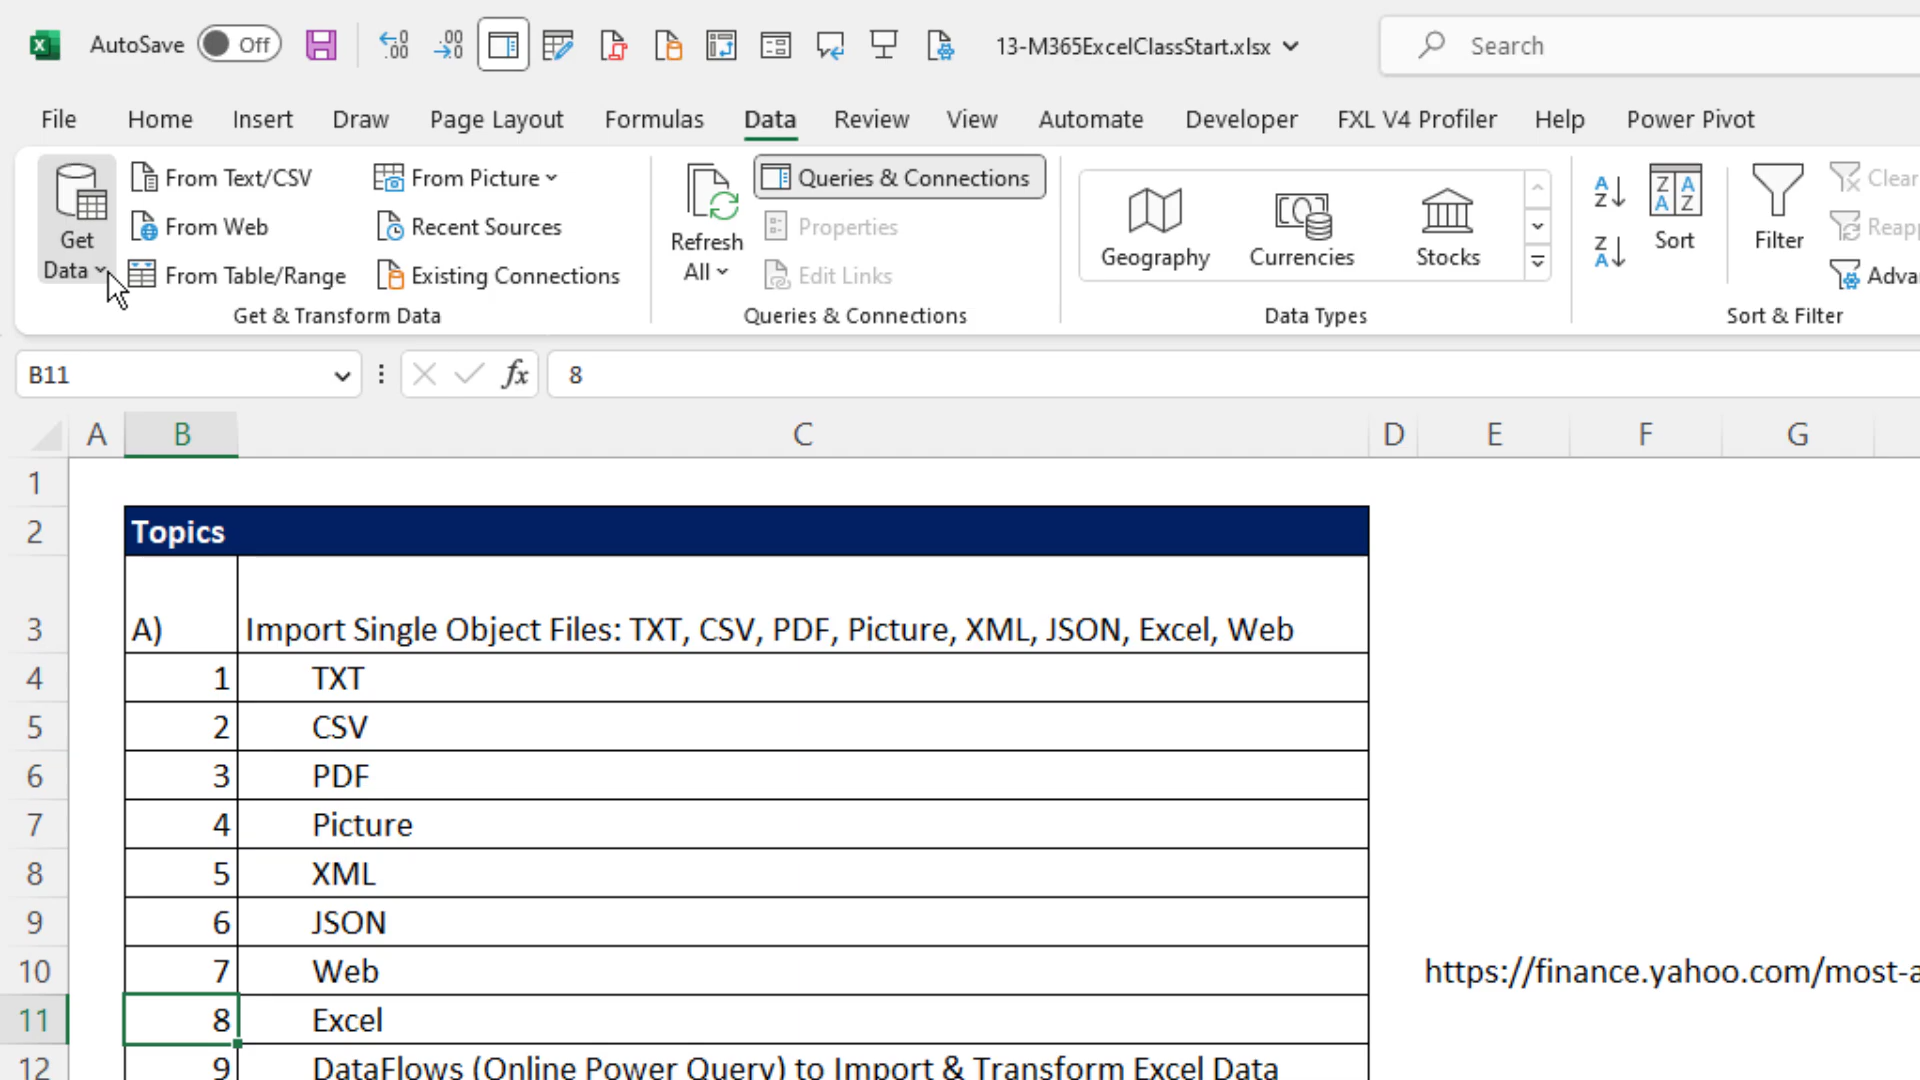 AutoSave Off 13-M365ExcelClassStart.xlsx Search
File Home Insert Draw Page Layout Formulas Data Review View Automate Developer FXL V4 Profiler Help Power Pivot
Get Data
From Text/CSV
From Web
From Table/Range
From Picture
Recent Sources
Existing Connections
Get & Transform Data
Refresh All
Queries & Connections
Properties
Edit Links
Queries & Connections
Geography Currencies Stocks
Data Types
Sort Filter
Clear
Sort & Filter
B11 fx 8
A B C D E F G
1
2 Topics
3 A) Import Single Object Files: TXT, CSV, PDF, Picture, XML, JSON, Excel, Web
4 1 TXT
5 2 CSV
6 3 PDF
7 4 Picture
8 5 XML
9 6 JSON
10 7 Web https://finance.yahoo.com/most-a
11 8 Excel
12 9 DataFlows (Online Power Query) to Import & Transform Excel Data